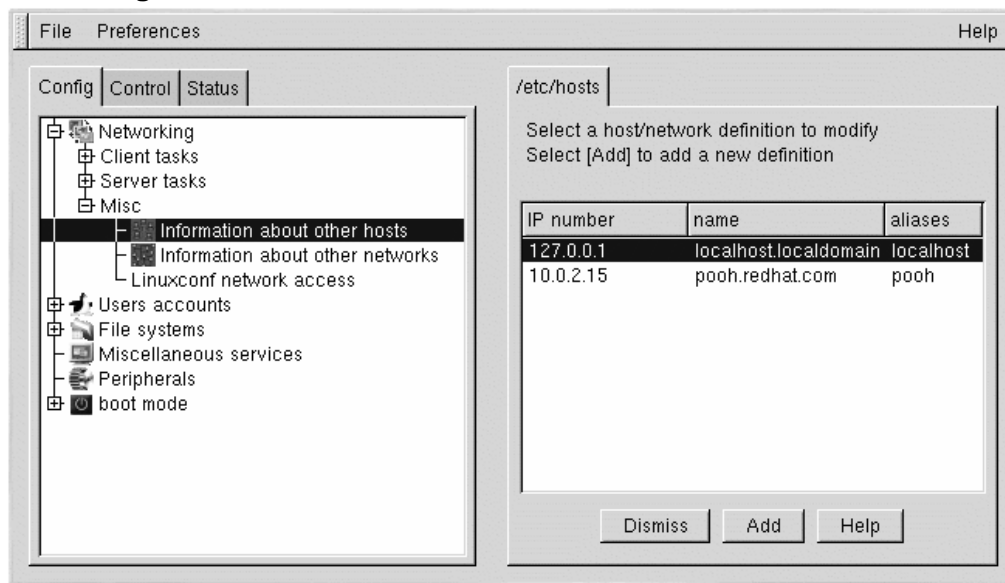 File Preferences Help
Config Control Status
Networking
Client tasks
Server tasks
Misc
Information about other hosts
Information about other networks
Linuxconf network access
Users accounts
File systems
Miscellaneous services
Peripherals
boot mode
/etc/hosts
Select a host/network definition to modify
Select [Add] to add a new definition
IP number name aliases
127.0.0.1 localhost.localdomain localhost
10.0.2.15 pooh.redhat.com pooh
Dismiss Add Help